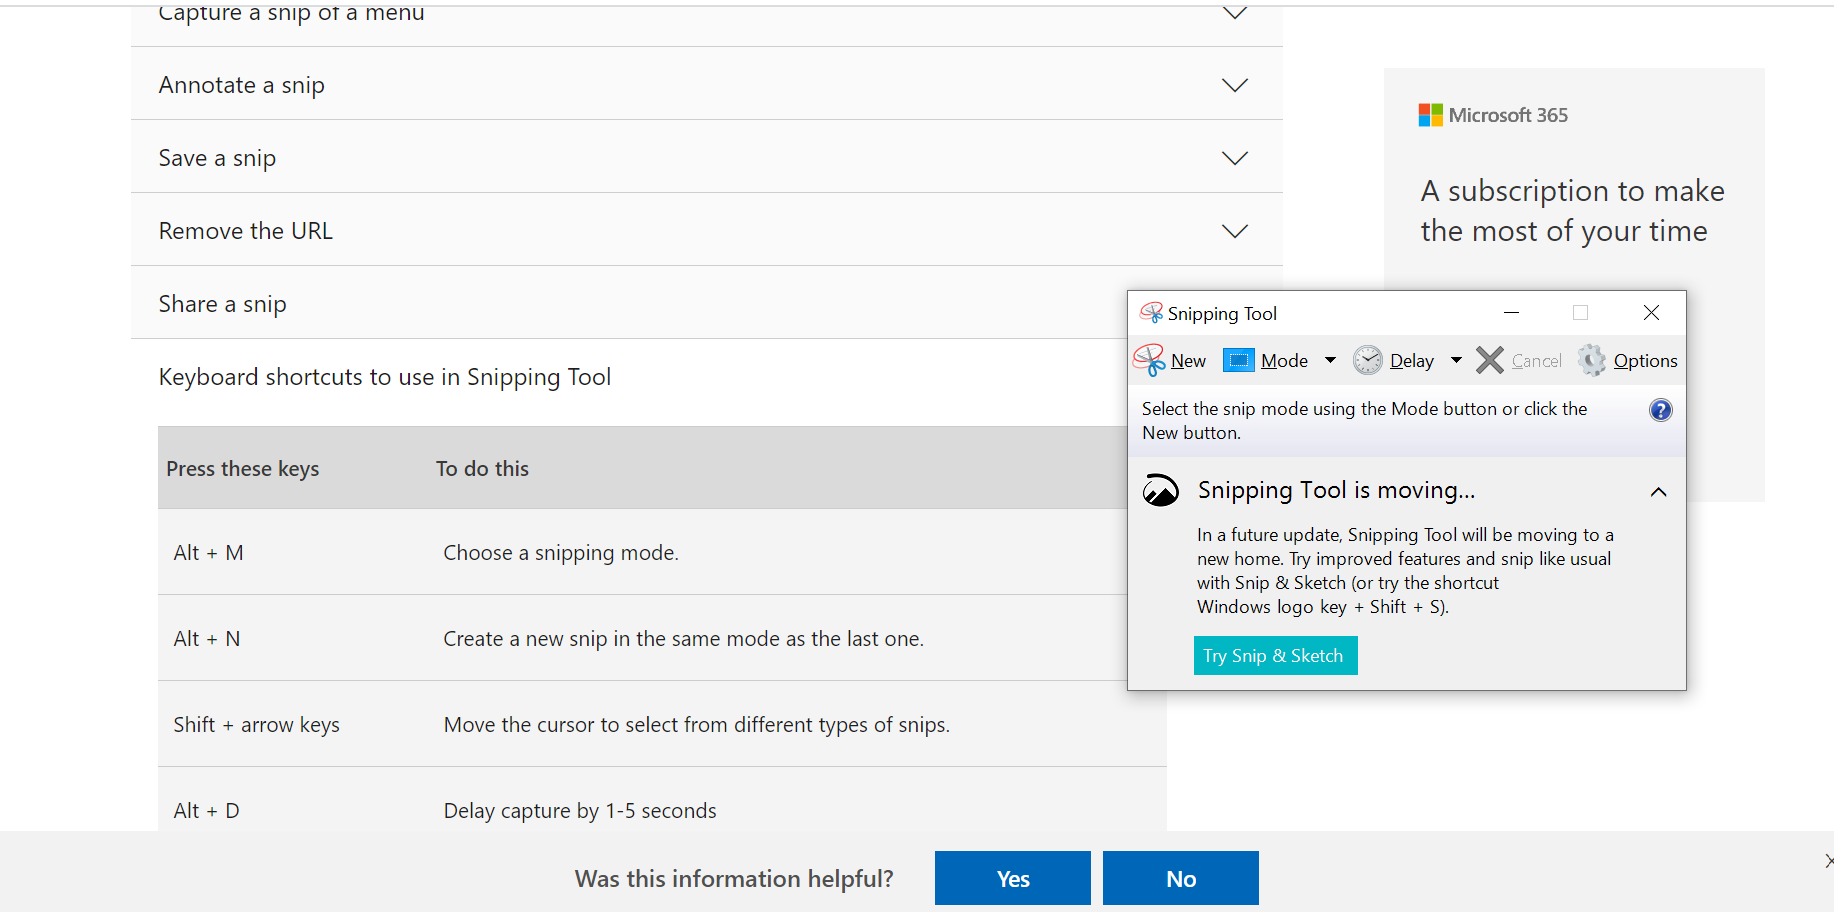 Capture a snip of a menu
Annotate a snip
Save a snip
Remove the URL
Share a snip
Keyboard shortcuts to use in Snipping Tool
Press these keys To do this
Alt + M Choose a snipping mode.
Alt + N Create a new snip in the same mode as the last one.
Shift + arrow keys Move the cursor to select from different types of snips.
Alt + D Delay capture by 1-5 seconds
Microsoft 365
A subscription to make
the most of your time
Snipping Tool
New Mode Delay Cancel Options
Select the snip mode using the Mode button or click the
New button.
Snipping Tool is moving...
In a future update, Snipping Tool will be moving to a
new home. Try improved features and snip like usual
with Snip & Sketch (or try the shortcut
Windows logo key + Shift + S).
Try Snip & Sketch
Was this information helpful? Yes No